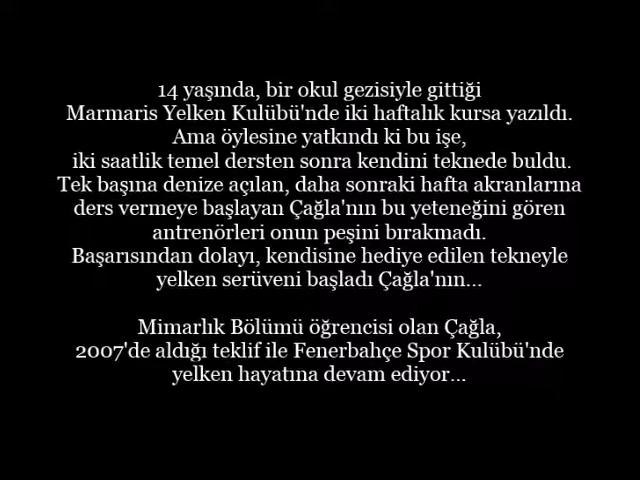 14 yaşında, bir okul gezisiyle gittiği
Marmaris Yelken Kulübü'nde iki haftalık kursa yazıldı.
Ama öylesine yatkındı ki bu işe,
iki saatlik temel dersten sonra kendini teknede buldu.
Tek başına denize açılan, daha sonraki hafta akranlarına
ders vermeye başlayan Çağla'nın bu yeteneğini gören
antrenörleri onun peşini bırakmadı.
Başarısından dolayı, kendisine hediye edilen tekneyle
yelken serüveni başladı Çağla'nın...
Mimarlık Bölümü öğrencisi olan Çağla,
2007'de aldığı teklif ile Fenerbahçe Spor Kulübü'nde
yelken hayatına devam ediyor...